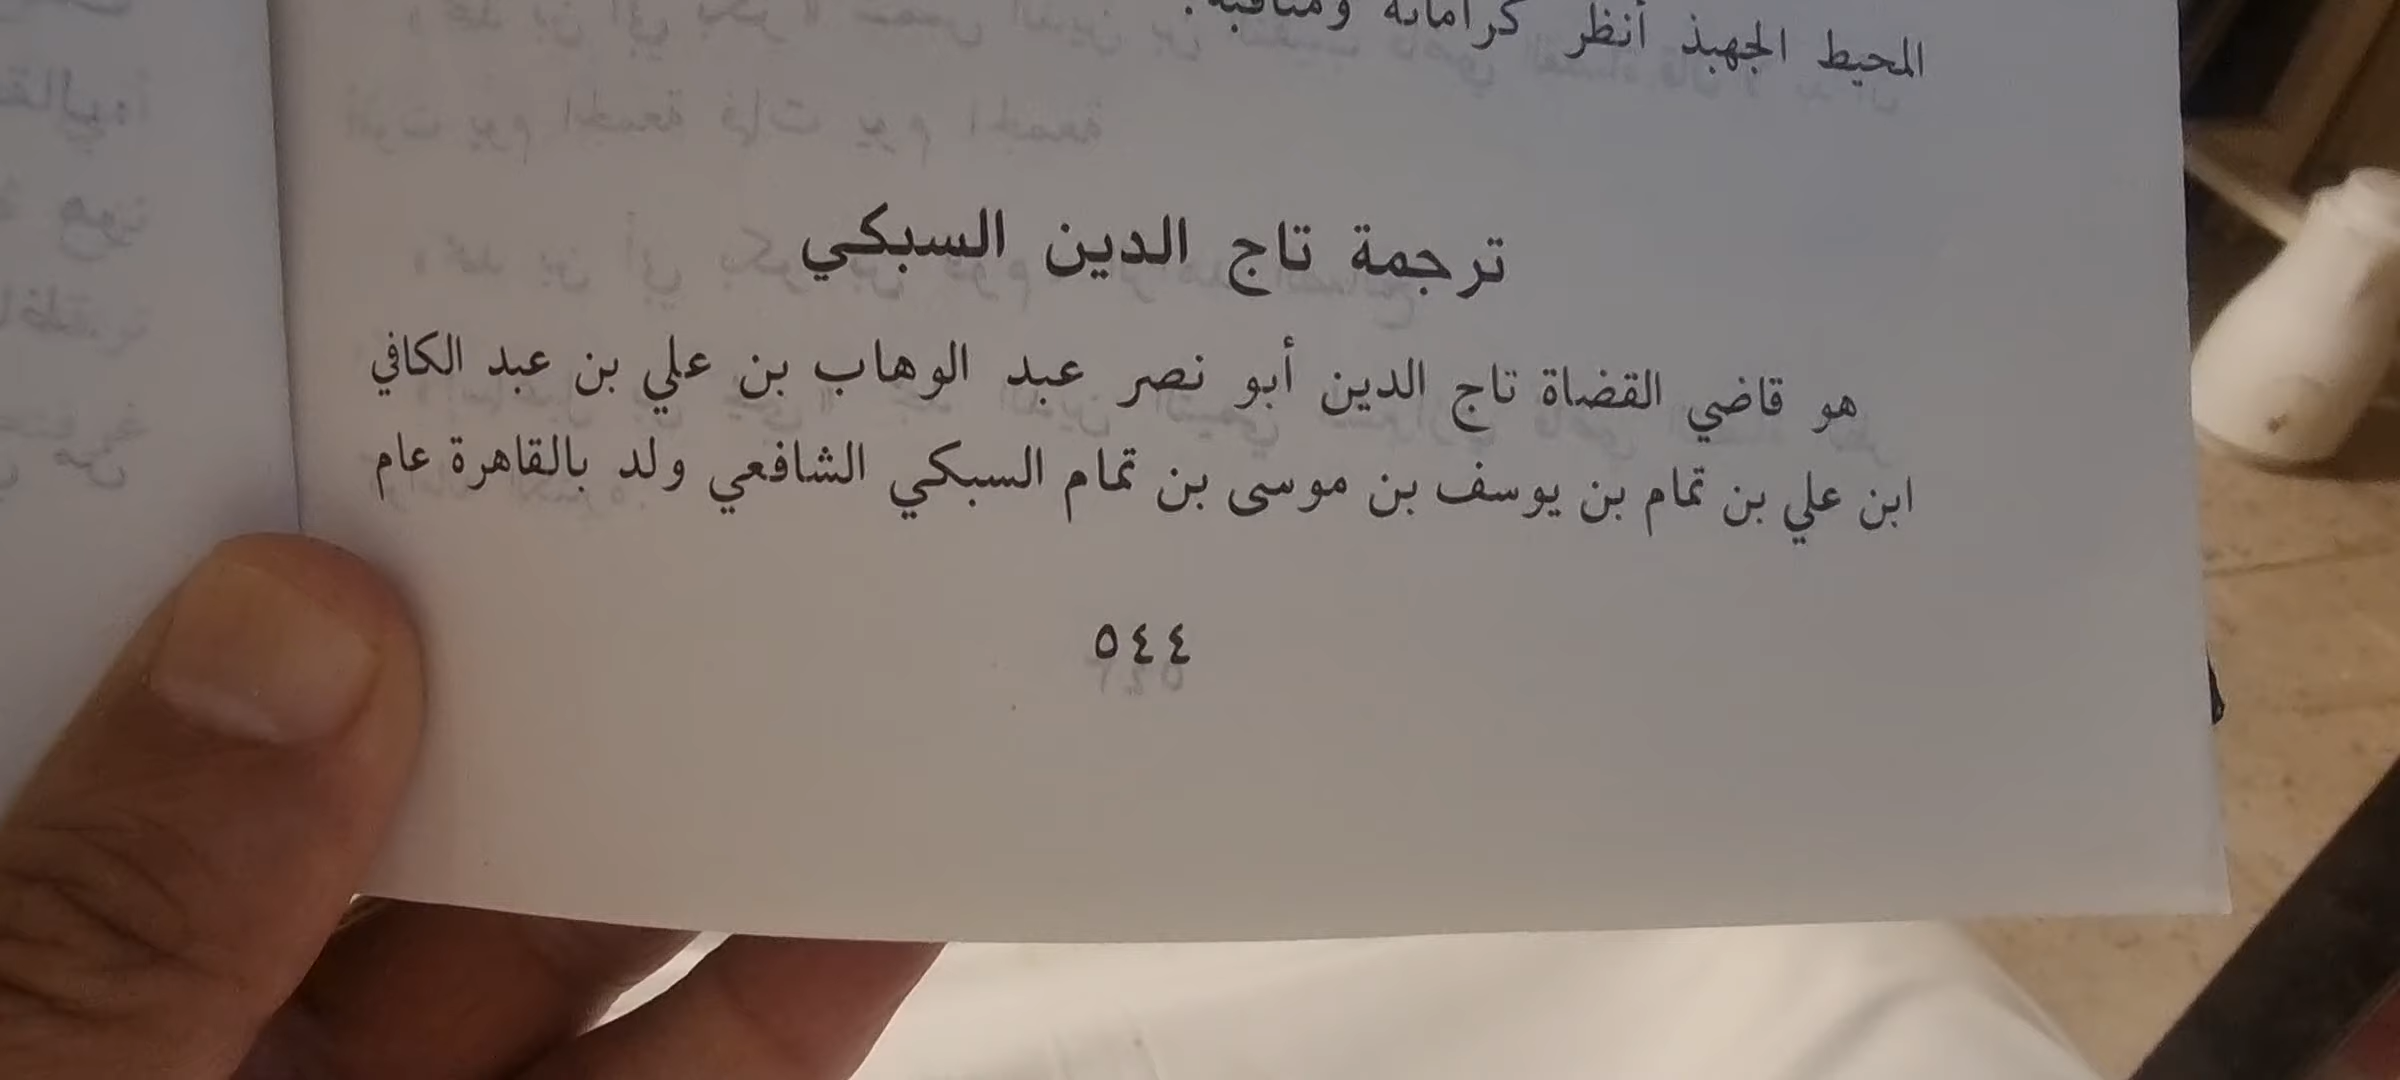 المحيط الجهبذ أنظر كراماته ومناقبه.
ترجمة تاج الدين السبكي
هو قاضي القضاة تاج الدين أبو نصر عبد الوهاب بن علي بن عبد الكافي
ابن علي بن تمام بن يوسف بن موسى بن تمام السبكي الشافعي ولد بالقاهرة عام
٥٤٤